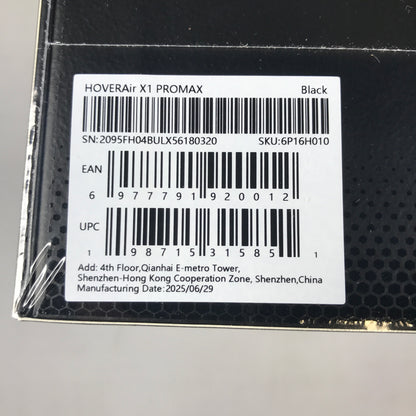 HOVERAir X1 PROMAX Black
SN:2095FH04BULX56180320 SKU:6P16H010
EAN
6 977791 920012
UPC
1 98715 31585 1
Add: 4th Floor,Qianhai E-metro Tower,
Shenzhen-Hong Kong Cooperation Zone, Shenzhen,China
Manufacturing Date:2025/06/29